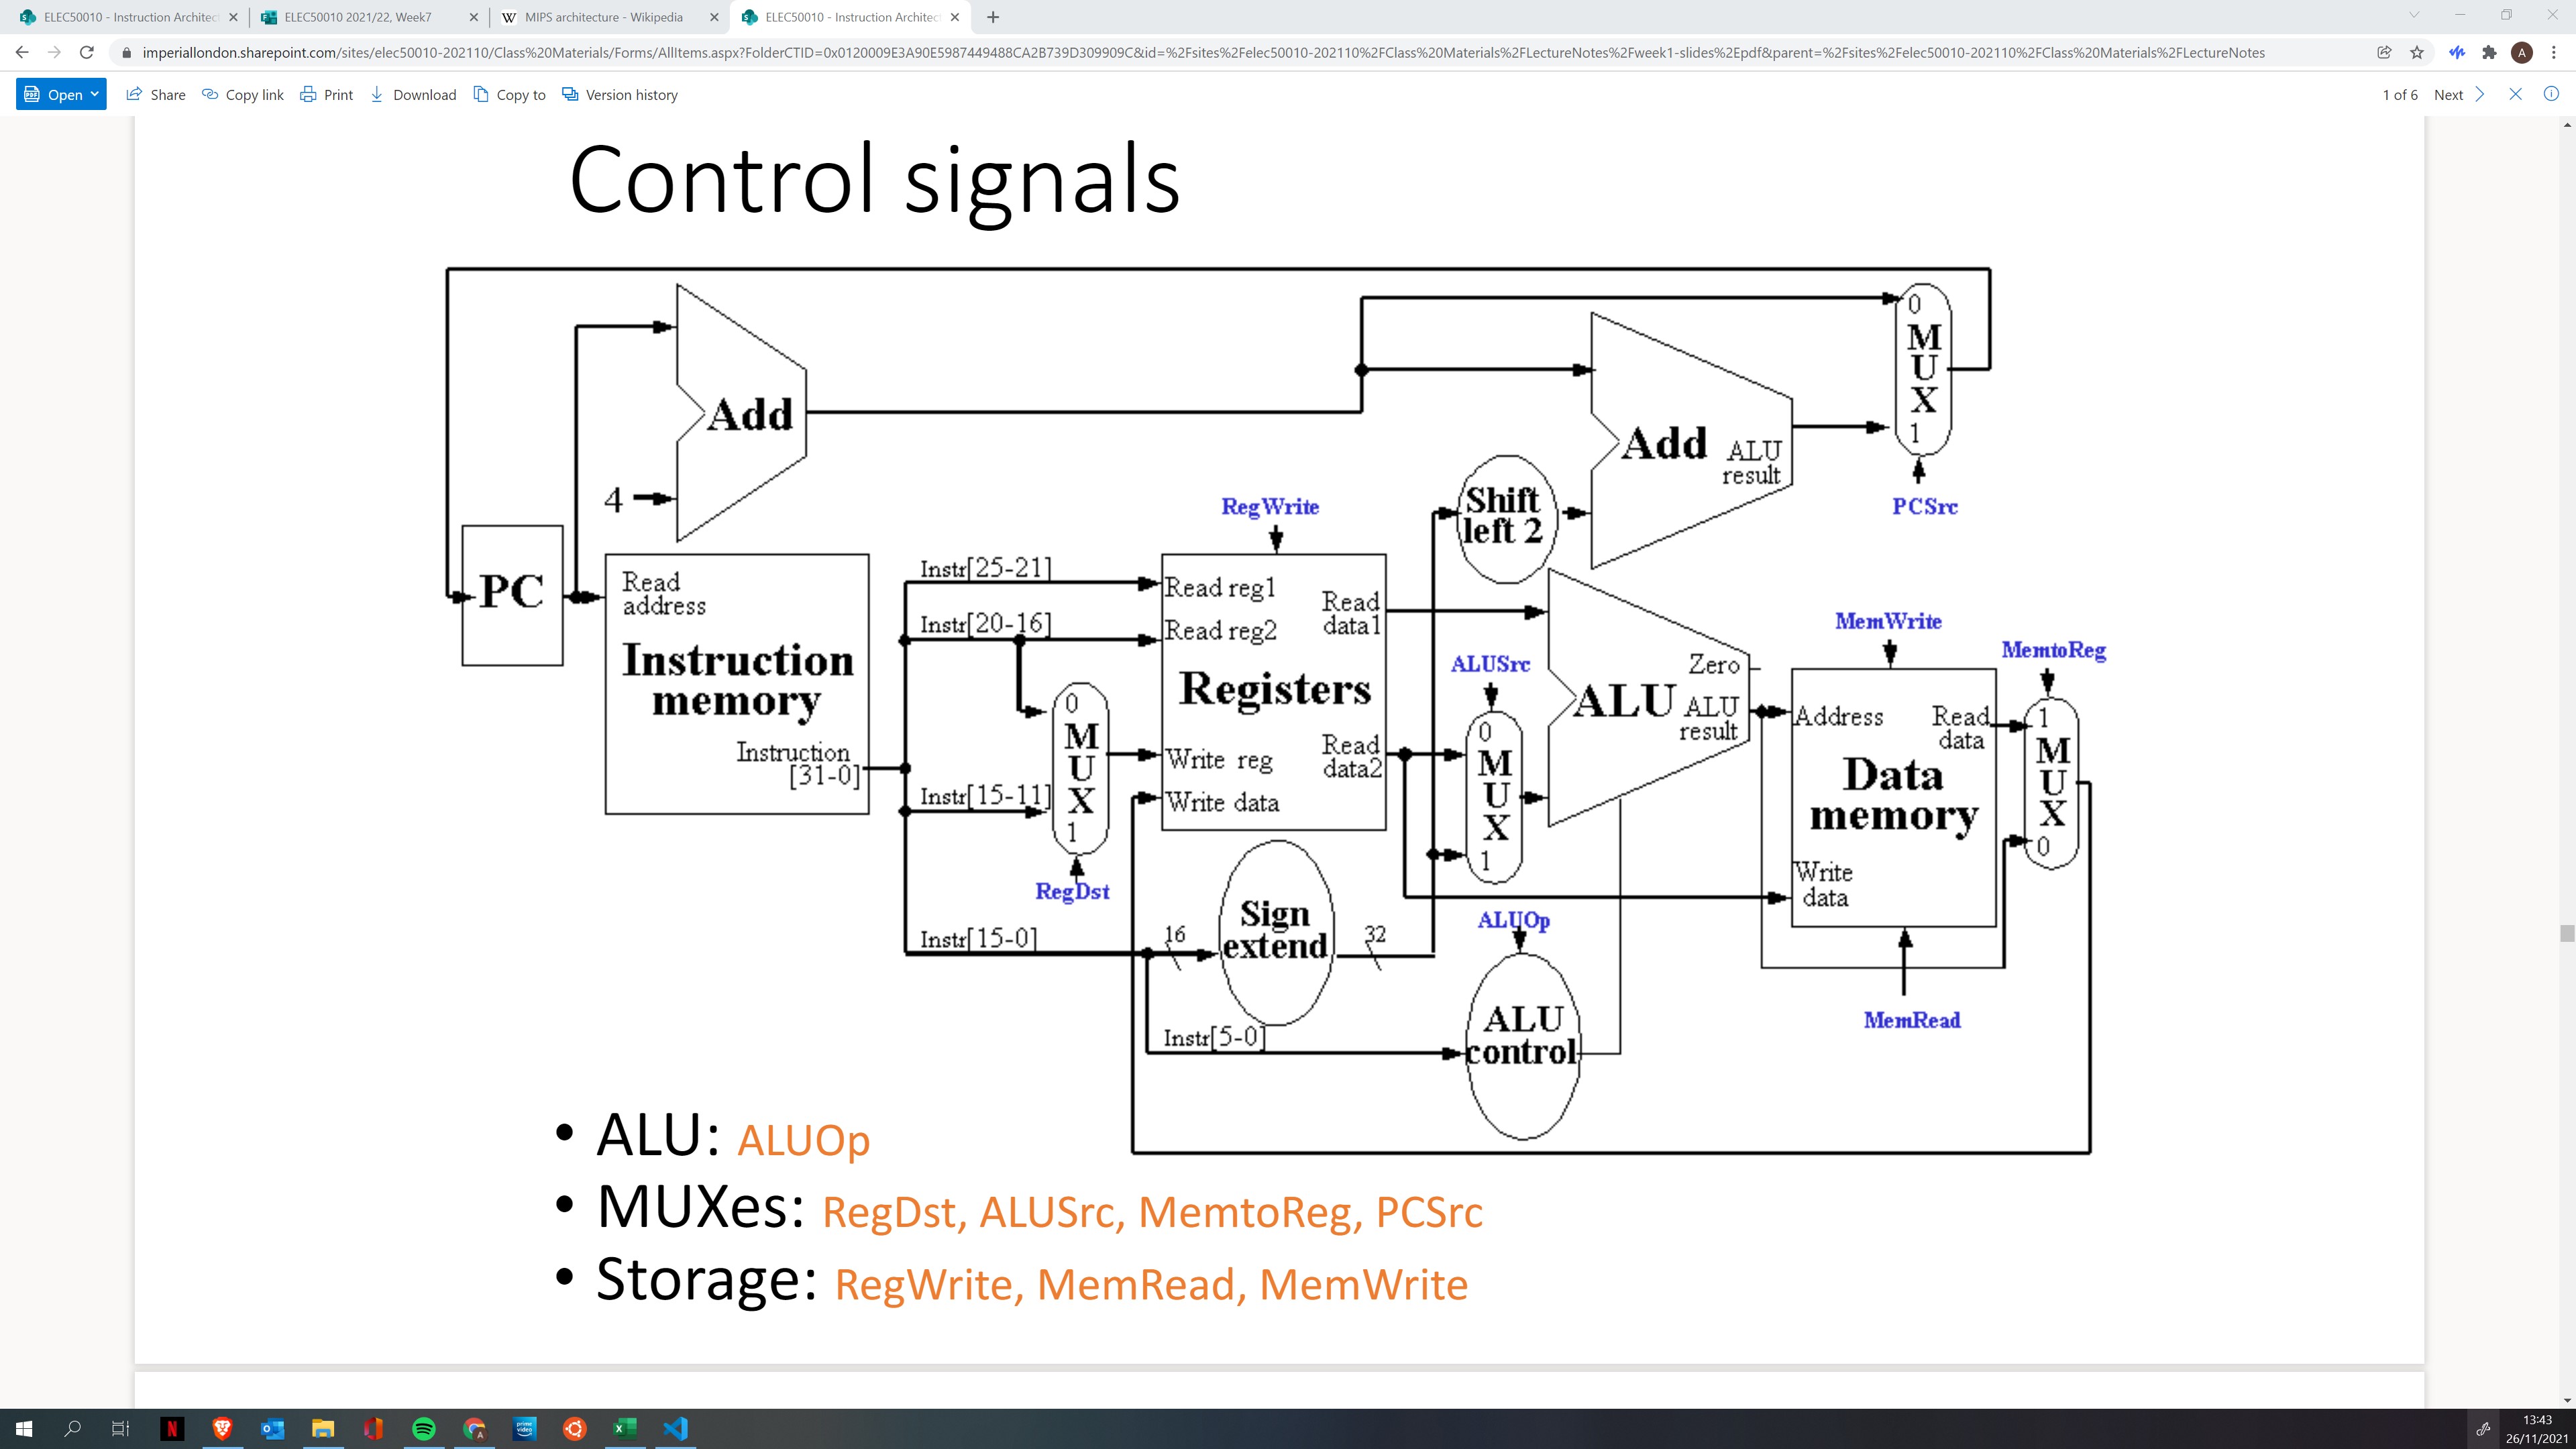 ELEC50010 - Instruction Architect
ELEC50010 2021/22, Week7
W MIPS architecture - Wikipedia
ELEC50010 - Instruction Architect
imperiallondon.sharepoint.com/sites/elec50010-202110/Class%20Materials/Forms/AllItems.aspx?FolderCTID=0x0120009E3A90E5987449488CA2B739D309909C&id=%2Fsites%2Felec50010-202110%2FClass%20Materials%2FLectureNotes%2Fweek1-slides%2Epdf&parent=%2Fsites%2Felec50010-202110%2FClass%20Materials%2FLectureNotes
A
PDF Open
Share
Copy link
Print
Download
Copy to
Version history
1 of 6
Next
Control signals
0
M
U
X
1
PCSrc
Add
4
Add
ALU
result
Shift
left 2
PC
Read
address
Instruction
memory
Instruction
[31-0]
Instr[25-21]
Instr[20-16]
Instr[15-11]
Instr[15-0]
Instr[5-0]
0
M
U
X
1
RegDst
RegWrite
Read reg1
Read reg2
Read
data1
Registers
Write reg
Write data
Read
data2
Sign
extend
16
32
ALUSrc
0
M
U
X
1
ALU
Zero
ALU
result
ALUOp
ALU
control
MemWrite
Address
Read
data
Data
memory
Write
data
MemRead
MemtoReg
1
M
U
X
0
• ALU: ALUOp
• MUXes: RegDst, ALUSrc, MemtoReg, PCSrc
• Storage: RegWrite, MemRead, MemWrite
N
prime
video
A
13:43
26/11/2021